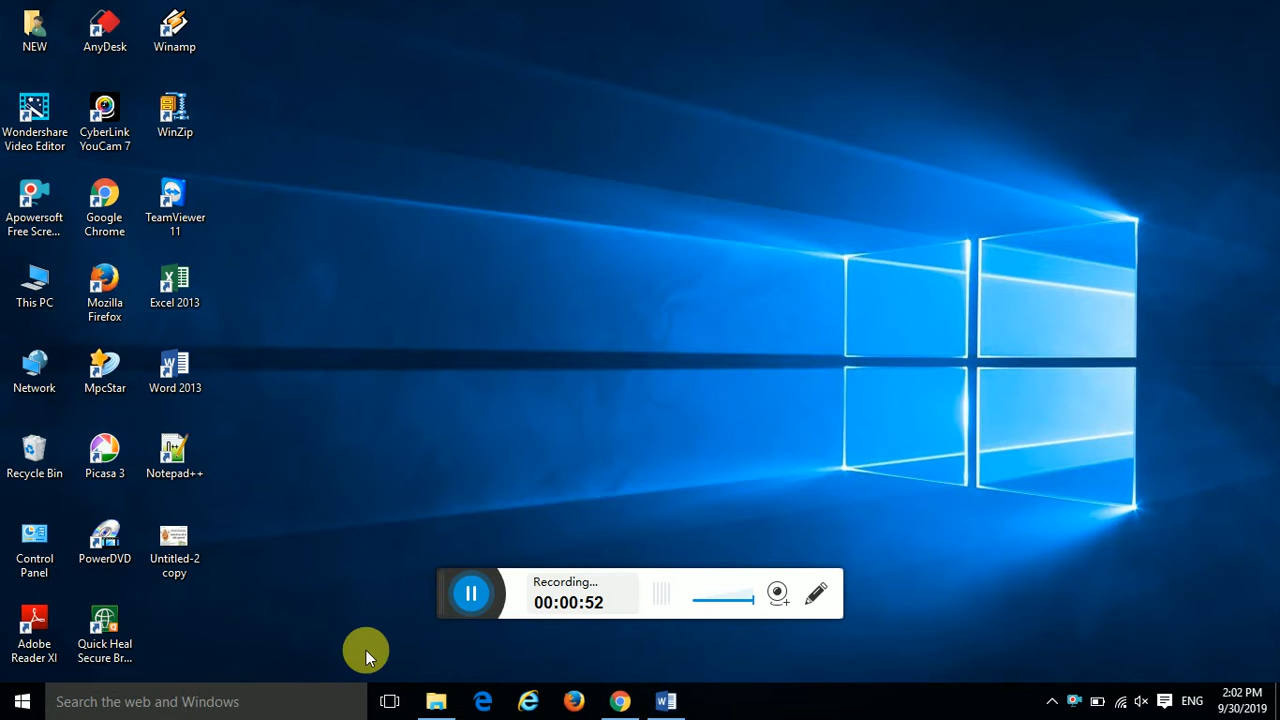 NEW
AnyDesk
Winamp
Wondershare
Video Editor
CyberLink
YouCam 7
WinZip
Apowersoft
Free Scre...
Google
Chrome
TeamViewer
11
This PC
Mozilla
Firefox
Excel 2013
Network
MpcStar
Word 2013
Recycle Bin
Picasa 3
Notepad++
Control
Panel
PowerDVD
Untitled-2
copy
Adobe
Reader XI
Quick Heal
Secure Br...
Recording...
00:00:52
Search the web and Windows
ENG
2:02 PM
9/30/2019